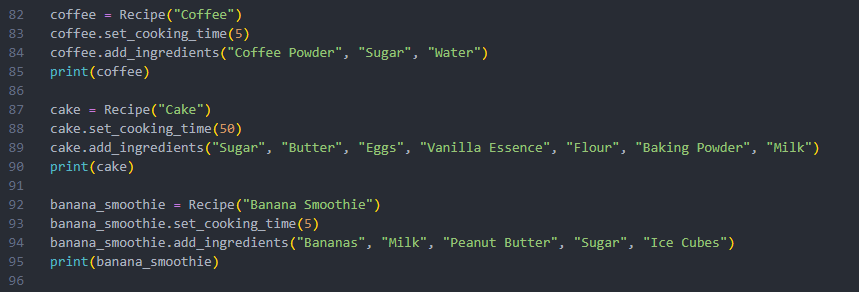 82 coffee = Recipe("Coffee")
83 coffee.set_cooking_time(5)
84 coffee.add_ingredients("Coffee Powder", "Sugar", "Water")
85 print(coffee)
86
87 cake = Recipe("Cake")
88 cake.set_cooking_time(50)
89 cake.add_ingredients("Sugar", "Butter", "Eggs", "Vanilla Essence", "Flour", "Baking Powder", "Milk")
90 print(cake)
91
92 banana_smoothie = Recipe("Banana Smoothie")
93 banana_smoothie.set_cooking_time(5)
94 banana_smoothie.add_ingredients("Bananas", "Milk", "Peanut Butter", "Sugar", "Ice Cubes")
95 print(banana_smoothie)
96